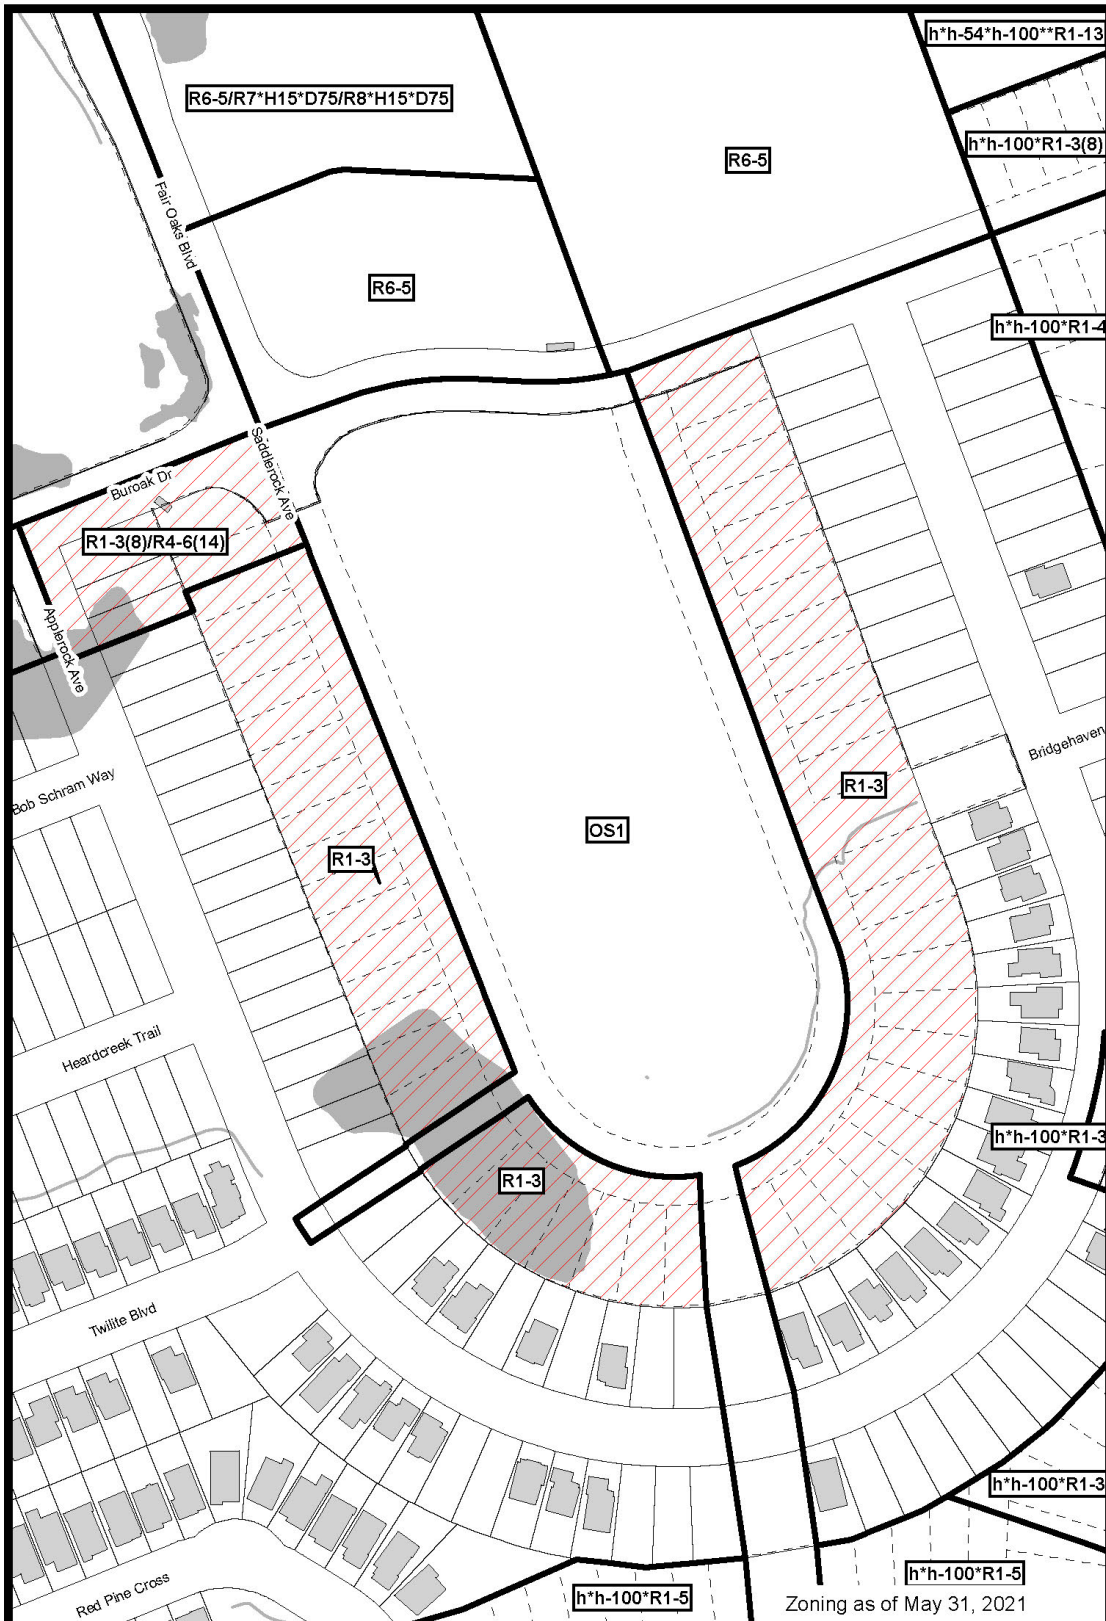 h*h-54*h-100**R1-13
R6-5/R7*H15*D75/R8*H15*D75
h*h-100*R1-3(8)
R6-5
Fair Oaks Blvd
R6-5
h*h-100*R1-4
Saddlerock Ave
Buroak Dr
R1-3(8)/R4-6(14)
Applerock Ave
Bridgehaven
Bob Schram Way
R1-3
OS1
R1-3
Heardcreek Trail
h*h-100*R1-3
R1-3
Twilite Blvd
h*h-100*R1-3
h*h-100*R1-5
Red Pine Cross
h*h-100*R1-5
Zoning as of May 31, 2021